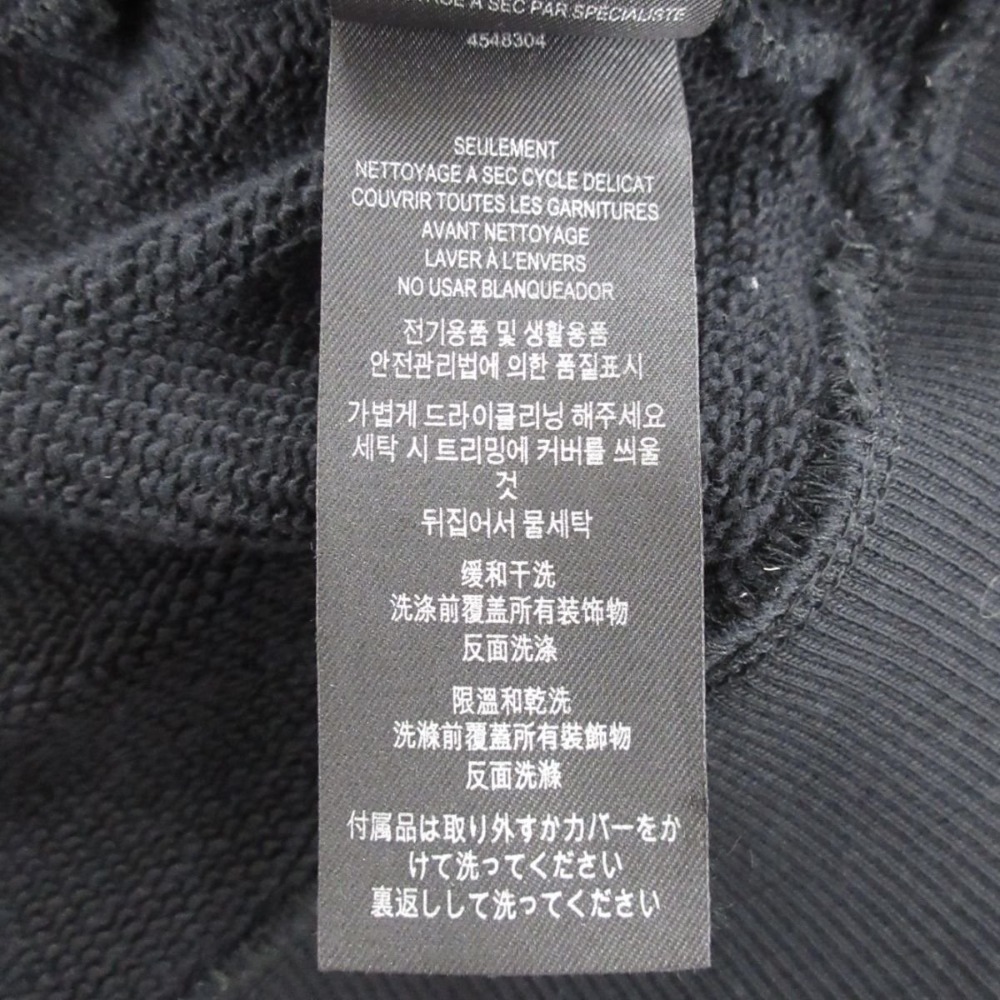 A SEC PAR SPÉCIALISTE
4548304
SEULEMENT
NETTOYAGE A SEC CYCLE DELICAT
COUVRIR TOUTES LES GARNITURES
AVANT NETTOYAGE
LAVER À L'ENVERS
NO USAR BLANQUEADOR
전기용품 및 생활용품
안전관리법에 의한 품질표시
가볍게 드라이클리닝 해주세요
세탁 시 트리밍에 커버를 씌울
것
뒤집어서 물세탁
缓和干洗
洗涤前覆盖所有装饰物
反面洗涤
限溫和乾洗
洗滌前覆蓋所有裝飾物
反面洗滌
付属品は取り外すかカバーをか
けて洗ってください
裏返しして洗ってください